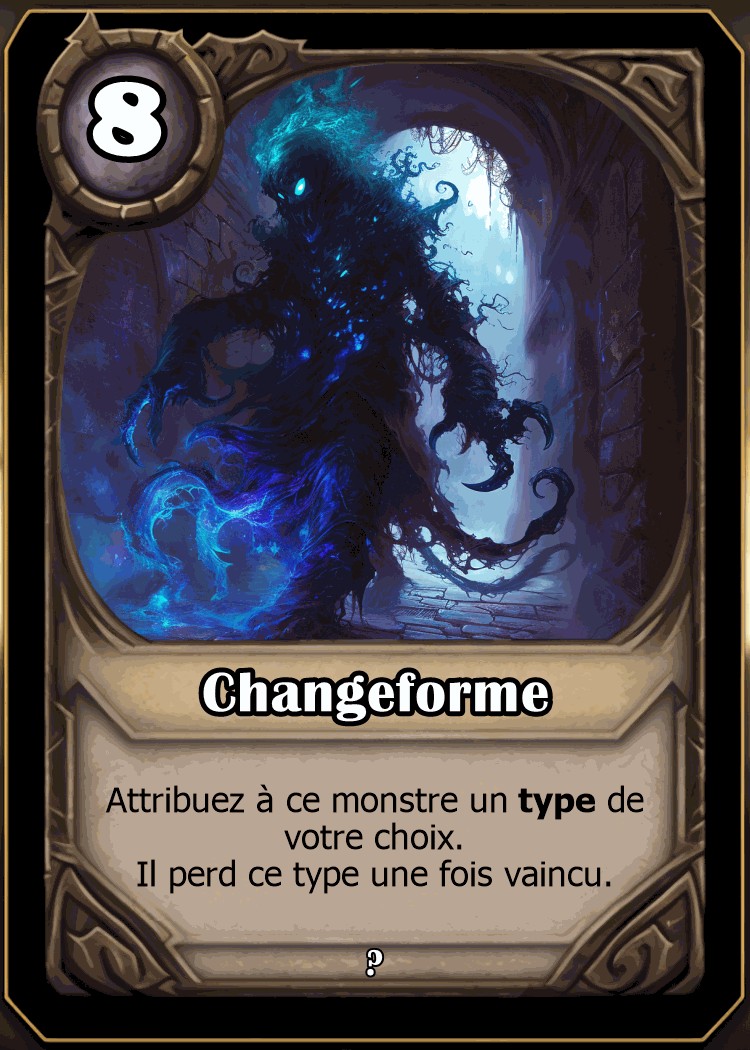 8
Changeforme
Attribuez à ce monstre un type de
votre choix.
Il perd ce type une fois vaincu.
?